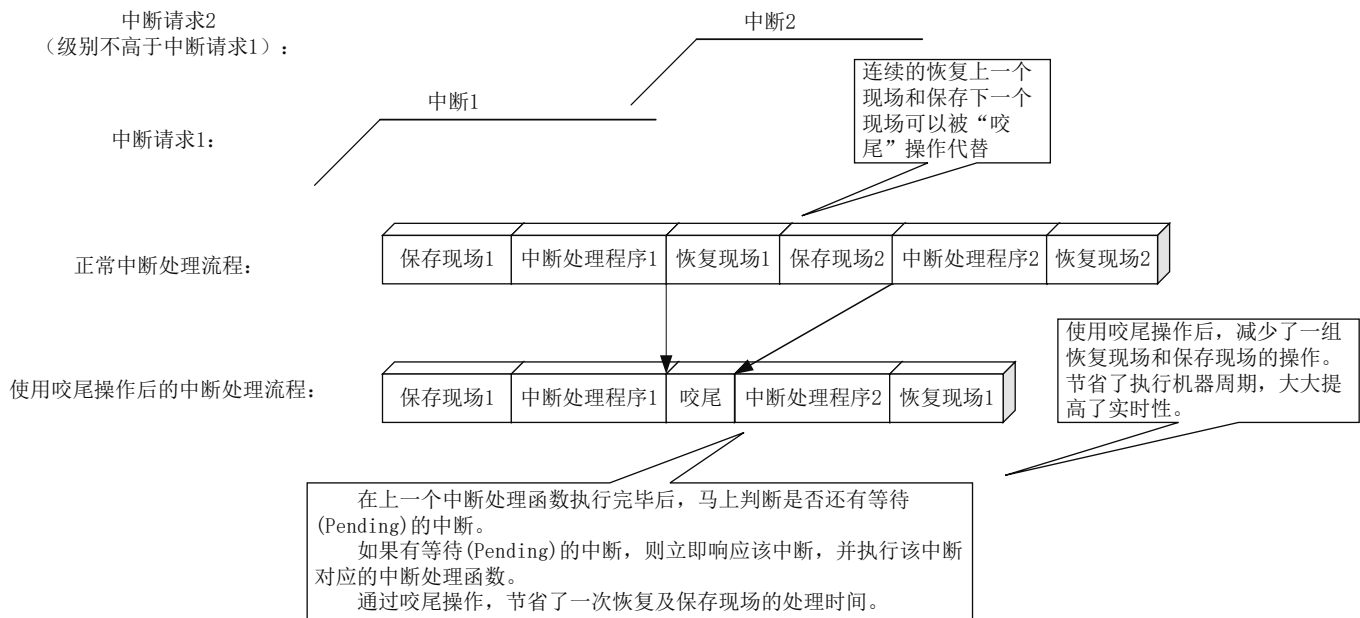 中断请求2
（级别不高于中断请求1）:
中断2
连续的恢复上一个
现场和保存下一个
现场可以被“咬
尾”操作代替
中断1
中断请求1:
正常中断处理流程:
保存现场1 中断处理程序1 恢复现场1 保存现场2 中断处理程序2 恢复现场2
使用咬尾操作后，减少了一组
恢复现场和保存现场的操作。
节省了执行机器周期，大大提
高了实时性。
使用咬尾操作后的中断处理流程:
保存现场1 中断处理程序1 咬尾 中断处理程序2 恢复现场1
在上一个中断处理函数执行完毕后，马上判断是否还有等待
(Pending)的中断。
如果有等待(Pending)的中断，则立即响应该中断，并执行该中断
对应的中断处理函数。
通过咬尾操作，节省了一次恢复及保存现场的处理时间。